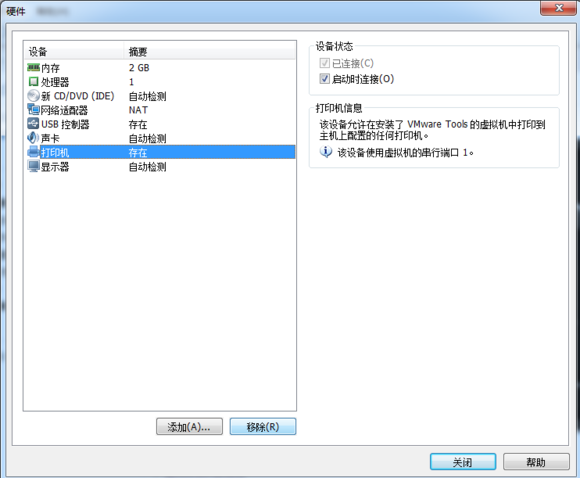 硬件
设备 摘要
内存 2 GB
处理器 1
新 CD/DVD (IDE) 自动检测
网络适配器 NAT
USB 控制器 存在
声卡 自动检测
打印机 存在
显示器 自动检测
添加(A)... 移除(R)
设备状态
已连接(C)
启动时连接(O)
打印机信息
该设备允许在安装了 VMware Tools 的虚拟机中打印到
主机上配置的任何打印机。
该设备使用虚拟机的串行端口 1。
关闭 帮助